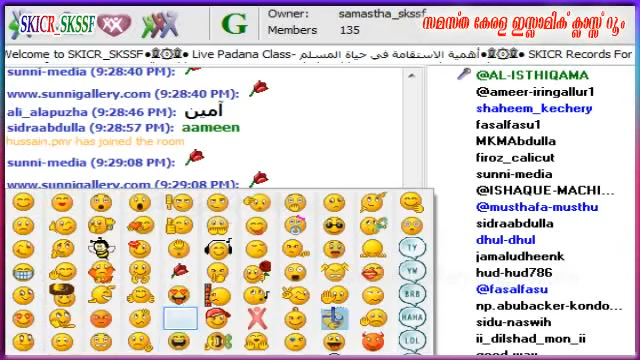 SKICR_SKSSF
G
Owner: samastha_skssf
Members 135
സമസ്ത കേരള ഇസ്ലാമിക് ക്ലാസ്സ് റൂം
Welcome to SKICR_SKSSF Live Padana Class- أهمية الاستقامة في حياة المسلم SKICR Records For
sunni-media (9:28:40 PM):
www.sunnigallery.com (9:28:40 PM):
ali_alapuzha (9:28:46 PM): آمين
sidraabdulla (9:28:57 PM): aameen
hussain.pmr has joined the room
sunni-media (9:29:08 PM):
www.sunnigallery.com (9:29:08 PM):
TY
YW
BRB
HAHA
LOL
@AL-ISTHIQAMA
@ameer-iringallur1
shaheem_kechery
fasalfasu1
MKMAbdulla
firoz_calicut
sunni-media
@ISHAQUE-MACHI...
@musthafa-musthu
sidraabdulla
dhul-dhul
jamaludheenk
hud-hud786
@fasalfasu
np.abubacker-kondo...
sidu-naswih
ii_dilshad_mon_ii